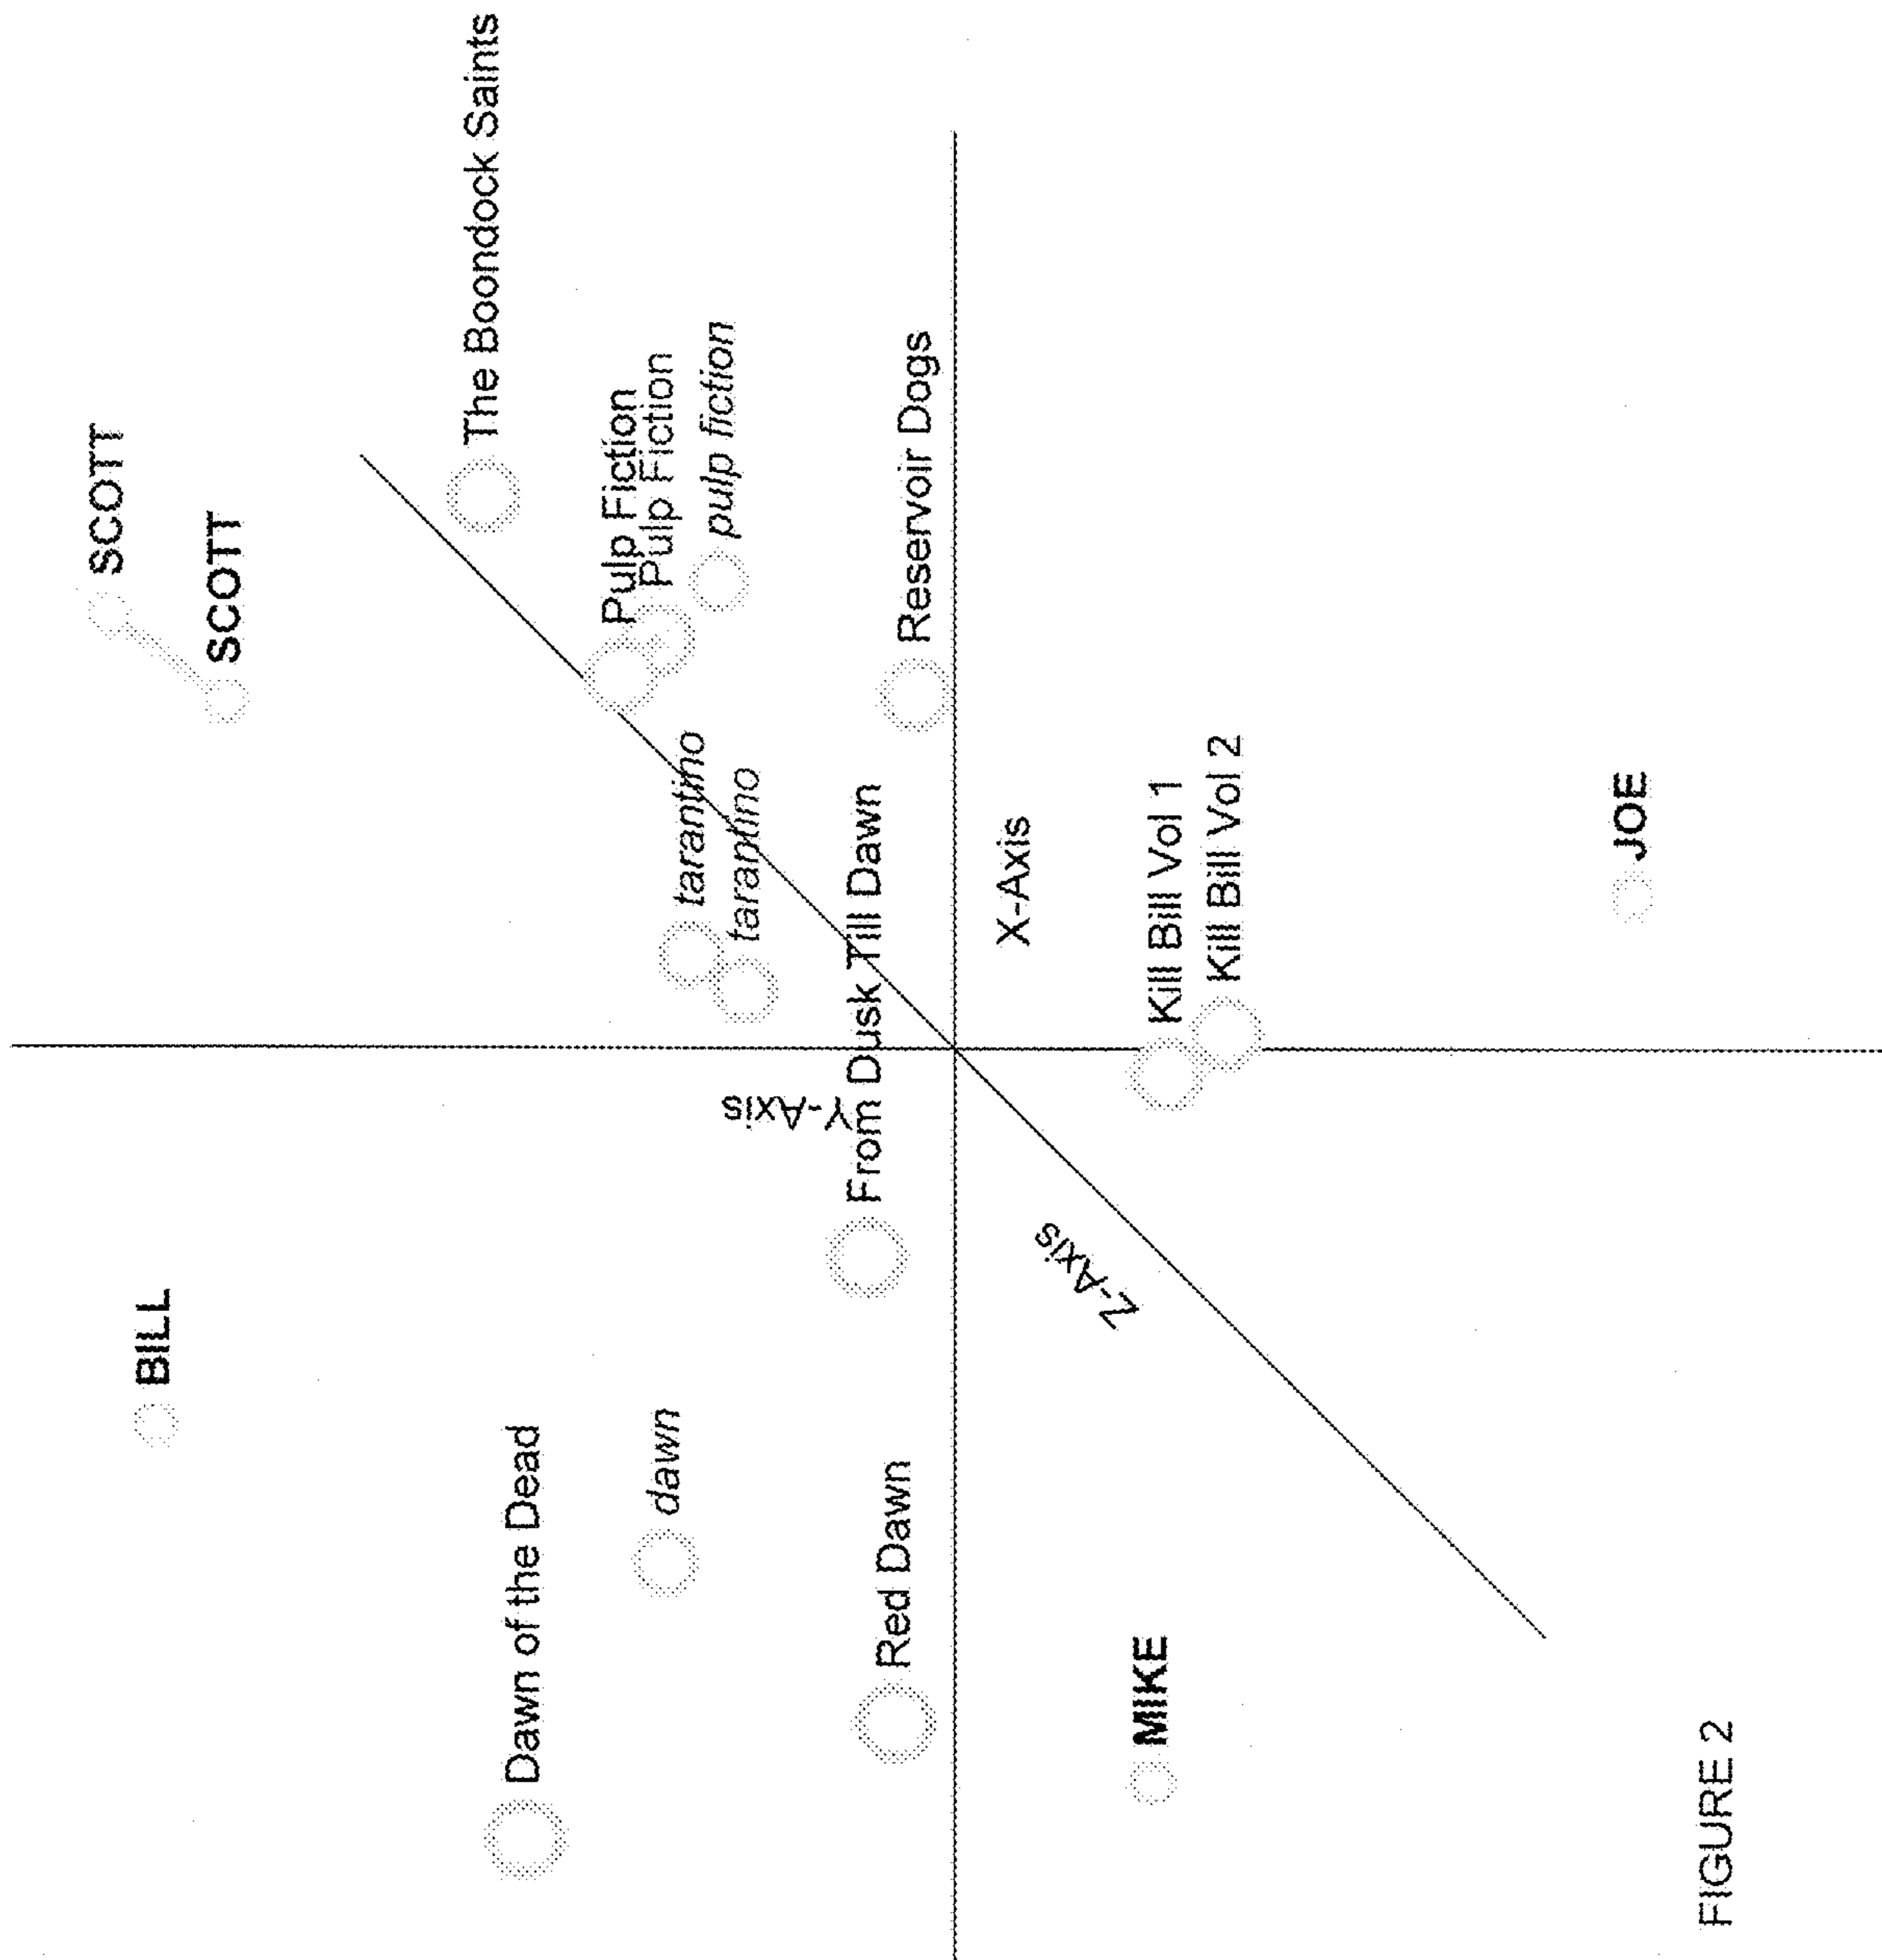 SCOTT
SCOTT
BILL
The Boondock Saints
Dawn of the Dead
Pulp Fiction
Pulp Fiction
pulp fiction
tarantino
tarantino
dawn
Y-Axis
From Dusk Till Dawn
Red Dawn
Reservoir Dogs
X-Axis
Z-Axis
Kill Bill Vol 1
Kill Bill Vol 2
MIKE
JOE
FIGURE 2